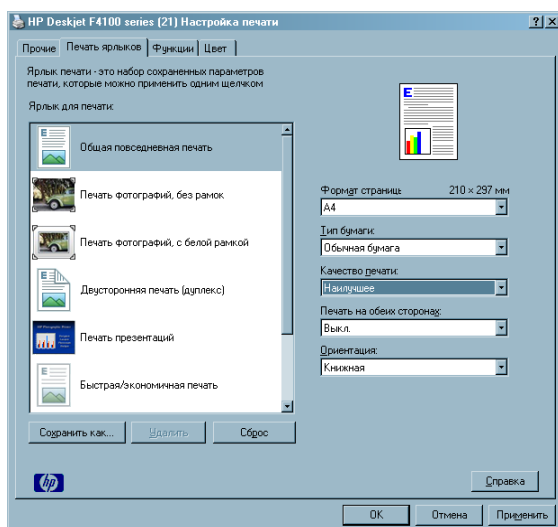 HP Deskjet F4100 series (21) Настройка печати
Прочие Печать ярлыков Функции Цвет
Ярлык печати - это набор сохраненных параметров
печати, которые можно применить одним щелчком
Ярлык для печати:
Общая повседневная печать
Печать фотографий, без рамок
Печать фотографий, с белой рамкой
Двусторонняя печать (дуплекс)
Печать презентаций
Быстрая/экономичная печать
Сохранить как... Удалить Сброс
Формат страниц: 210 × 297 мм
A4
Тип бумаги:
Обычная бумага
Качество печати:
Наилучшее
Печать на обеих сторонах:
Выкл.
Ориентация:
Книжная
hp
Справка
OK Отмена Применить